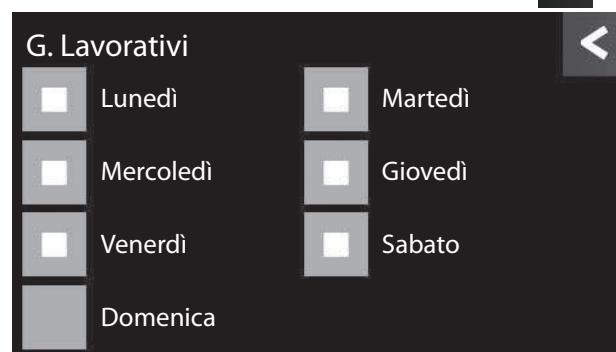 G. Lavorativi
Lunedì Martedì
Mercoledì Giovedì
Venerdì Sabato
Domenica